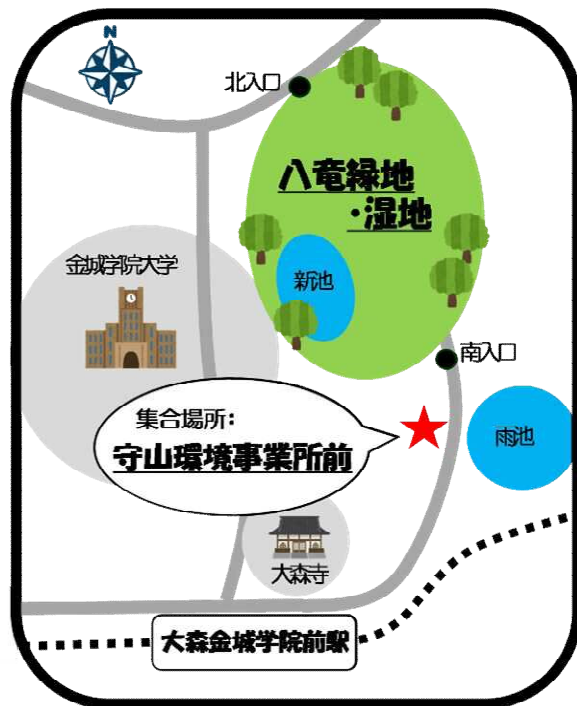 N
北入口
八竜緑地
・湿地
金城学院大学
新池
南入口
集合場所:
守山環境事業所前
雨池
大森寺
大森金城学院前駅